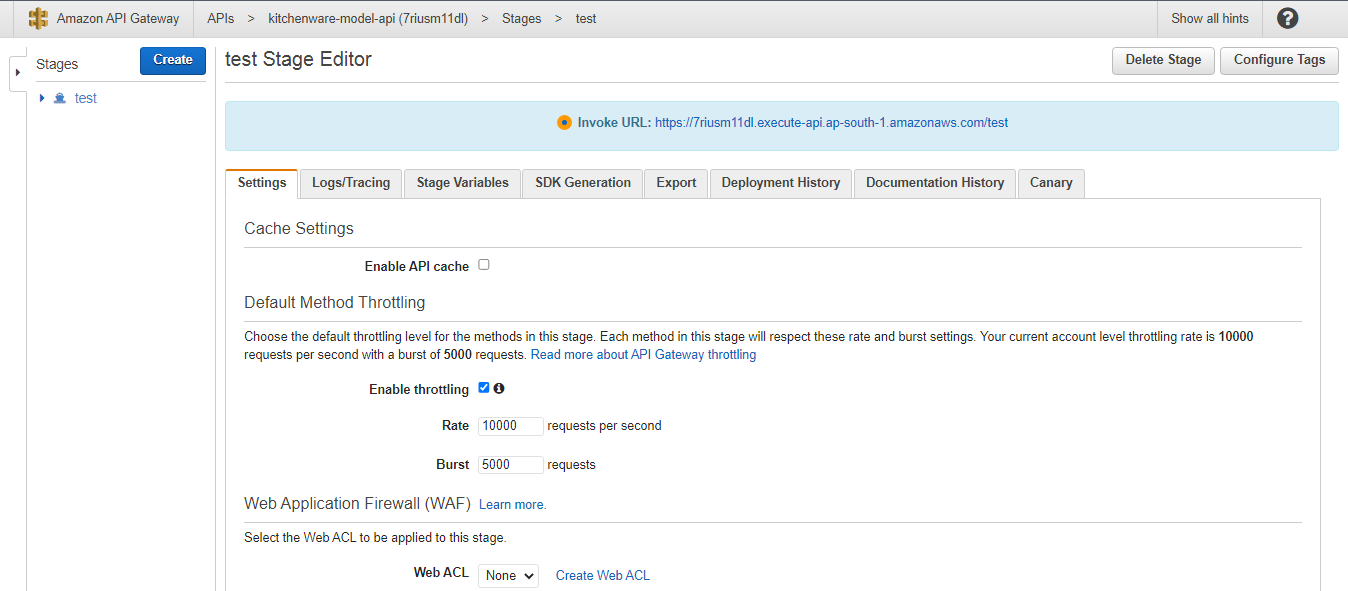 Amazon API Gateway APIs > kitchenware-model-api (7riusm11dl) > Stages > test Show all hints ?
Stages Create
test
test Stage Editor Delete Stage Configure Tags
Invoke URL: https://7riusm11dl.execute-api.ap-south-1.amazonaws.com/test
Settings Logs/Tracing Stage Variables SDK Generation Export Deployment History Documentation History Canary
Cache Settings
Enable API cache
Default Method Throttling
Choose the default throttling level for the methods in this stage. Each method in this stage will respect these rate and burst settings. Your current account level throttling rate is 10000
requests per second with a burst of 5000 requests. Read more about API Gateway throttling
Enable throttling
Rate 10000 requests per second
Burst 5000 requests
Web Application Firewall (WAF) Learn more.
Select the Web ACL to be applied to this stage.
Web ACL None Create Web ACL